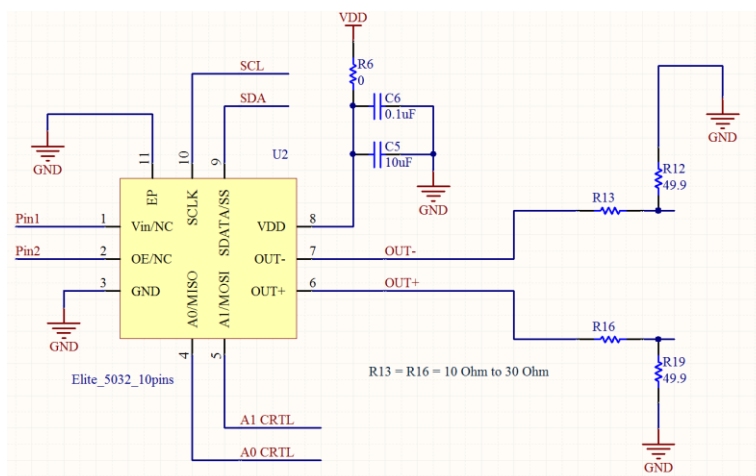 VDD
R6
0
SCL
C6
0.1uF
SDA
C5
10uF
U2
GND
GND
GND
R12
49.9
R13
11
10
9
EP
SCLK
SDATA/SS
Pin1
1
Vin/NC
VDD
8
Pin2
2
OE/NC
OUT-
7
OUT-
3
GND
OUT+
6
OUT+
A0/MISO
A1/MOSI
GND
4
5
R16
R19
49.9
Elite_5032_10pins
R13 = R16 = 10 Ohm to 30 Ohm
A1 CRTL
A0 CRTL
GND